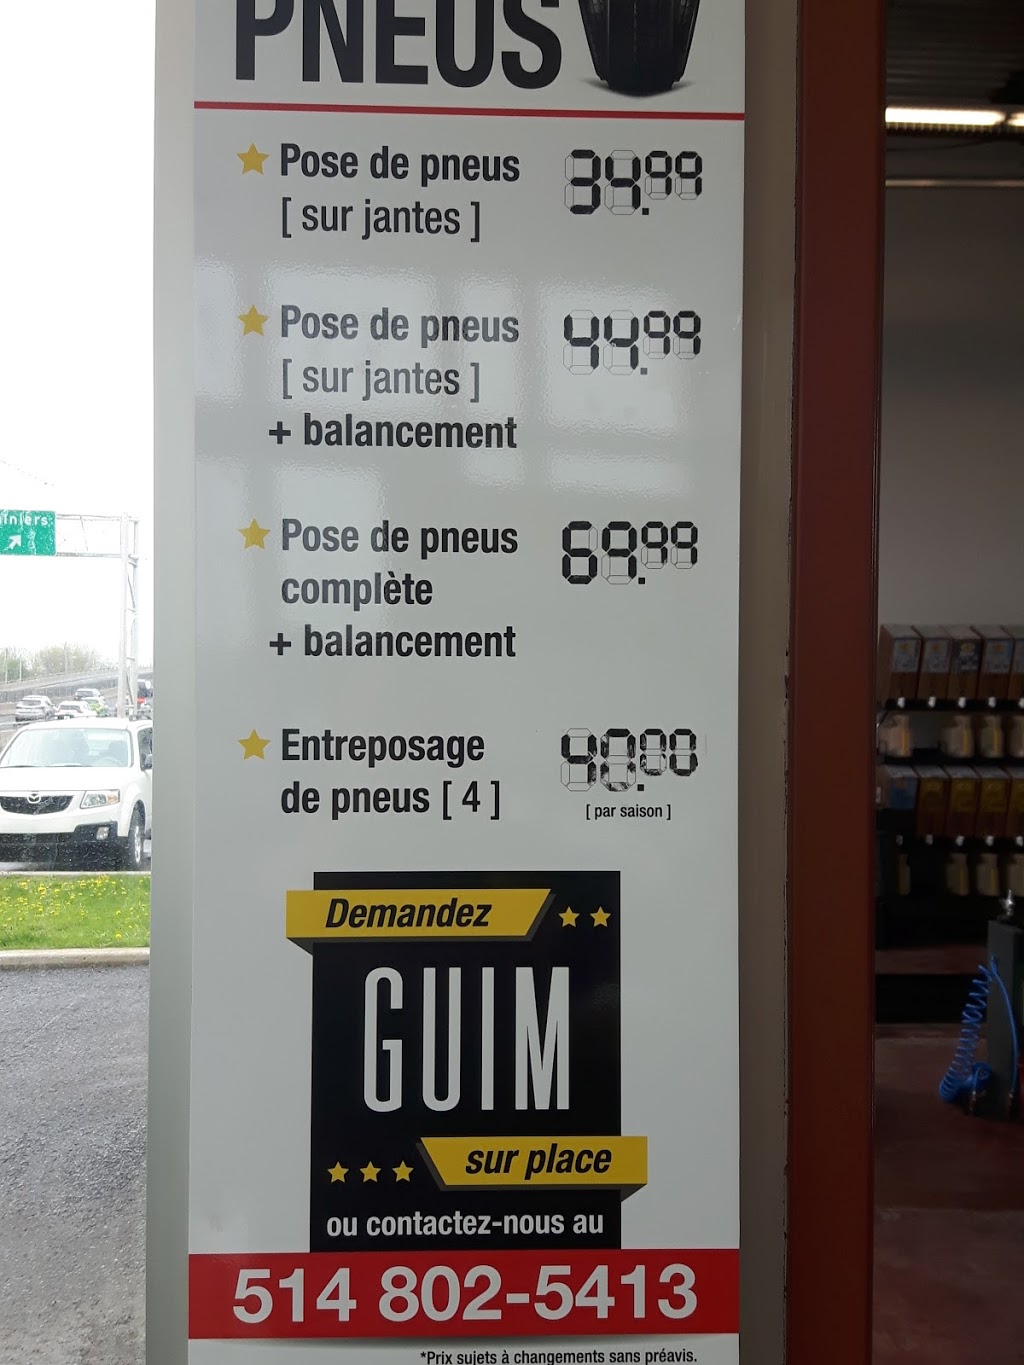 PNEUS
Pose de pneus 34.99
[ sur jantes ]
Pose de pneus 44.99
[ sur jantes ]
+ balancement
Pose de pneus 69.99
complète
+ balancement
Entreposage 90.00
de pneus [ 4 ] [ par saison ]
Demandez
GUIM
sur place
ou contactez-nous au
514 802-5413
*Prix sujets à changements sans préavis.